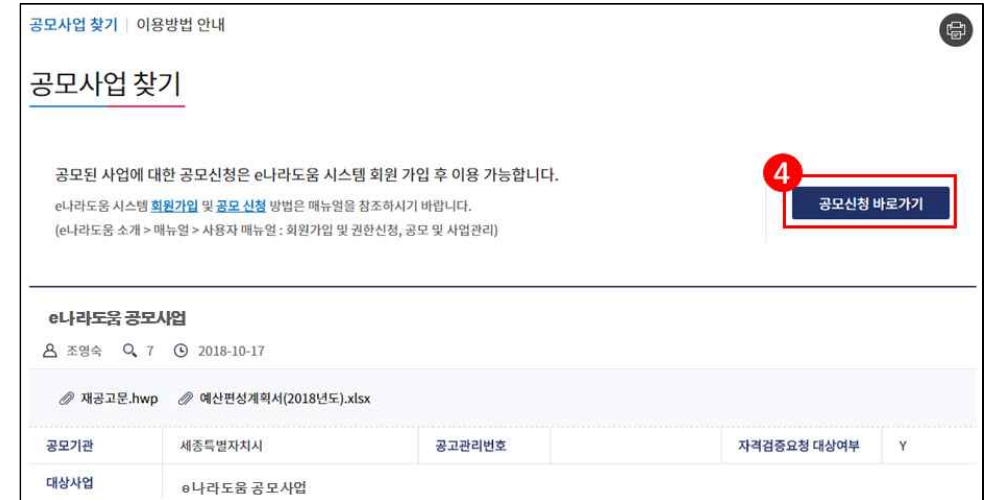 공모사업 찾기 | 이용방법 안내
공모사업 찾기
공모된 사업에 대한 공모신청은 e나라도움 시스템 회원 가입 후 이용 가능합니다.
e나라도움 시스템 회원가입 및 공모 신청 방법은 매뉴얼을 참조하시기 바랍니다.
(e나라도움 소개 > 매뉴얼 > 사용자 매뉴얼 : 회원가입 및 권한신청, 공모 및 사업관리)
4
공모신청 바로가기
e나라도움 공모사업
조영숙 7 2018-10-17
재공고문.hwp 예산편성계획서(2018년도).xlsx
공모기관 세종특별자치시 공고관리번호 자격검증요청 대상여부 Y
대상사업 e나라도움 공모사업